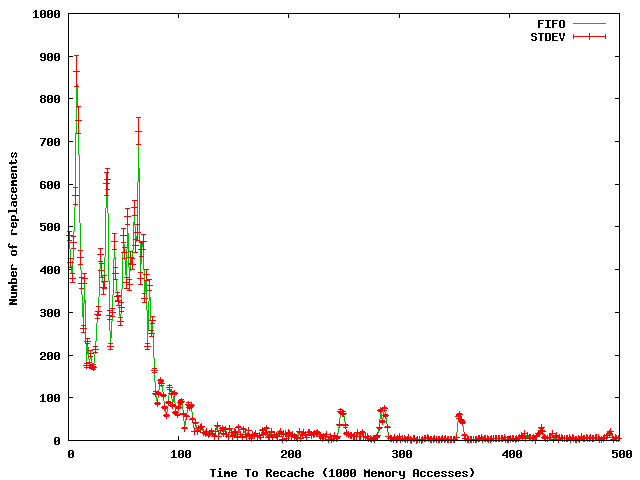 1000
900
800
700
600
500
400
300
200
100
0
Number of replacements
FIFO
STDEV
0 100 200 300 400 500
Time To Recache (1000 Memory Accesses)